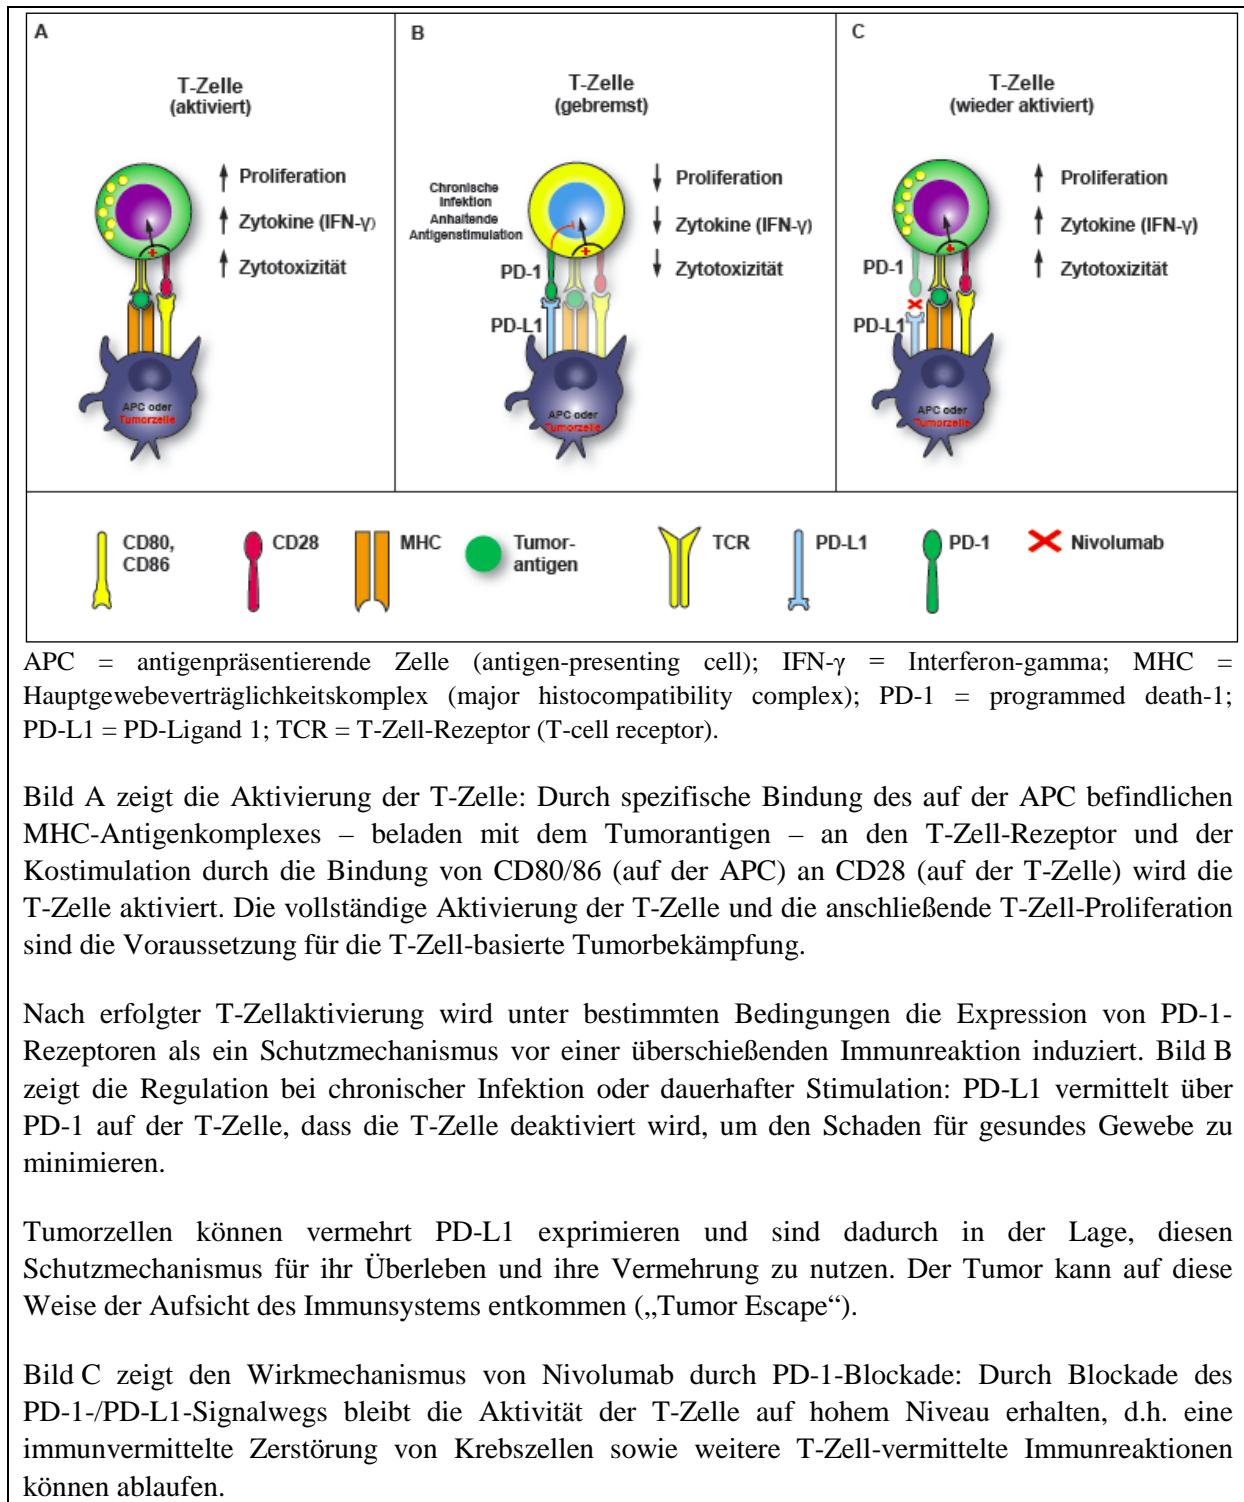 A
T-Zelle
(aktiviert)
Proliferation
Zytokine (IFN-γ)
Zytotoxizität
APC oder
Tumorzelle
B
T-Zelle
(gebremst)
Chronische
Infektion
Anhaltende
Antigenstimulation
Proliferation
Zytokine (IFN-γ)
Zytotoxizität
PD-1
PD-L1
APC oder
Tumorzelle
C
T-Zelle
(wieder aktiviert)
Proliferation
Zytokine (IFN-γ)
Zytotoxizität
PD-1
PD-L1
APC oder
Tumorzelle
CD80,
CD86
CD28
MHC
Tumor-
antigen
TCR
PD-L1
PD-1
Nivolumab
APC = antigenpräsentierende Zelle (antigen-presenting cell); IFN-γ = Interferon-gamma; MHC =
Hauptgewebeverträglichkeitskomplex (major histocompatibility complex); PD-1 = programmed death-1;
PD-L1 = PD-Ligand 1; TCR = T-Zell-Rezeptor (T-cell receptor).
Bild A zeigt die Aktivierung der T-Zelle: Durch spezifische Bindung des auf der APC befindlichen
MHC-Antigenkomplexes – beladen mit dem Tumorantigen – an den T-Zell-Rezeptor und der
Kostimulation durch die Bindung von CD80/86 (auf der APC) an CD28 (auf der T-Zelle) wird die
T-Zelle aktiviert. Die vollständige Aktivierung der T-Zelle und die anschließende T-Zell-Proliferation
sind die Voraussetzung für die T-Zell-basierte Tumorbekämpfung.
Nach erfolgter T-Zellaktivierung wird unter bestimmten Bedingungen die Expression von PD-1-
Rezeptoren als ein Schutzmechanismus vor einer überschießenden Immunreaktion induziert. Bild B
zeigt die Regulation bei chronischer Infektion oder dauerhafter Stimulation: PD-L1 vermittelt über
PD-1 auf der T-Zelle, dass die T-Zelle deaktiviert wird, um den Schaden für gesundes Gewebe zu
minimieren.
Tumorzellen können vermehrt PD-L1 exprimieren und sind dadurch in der Lage, diesen
Schutzmechanismus für ihr Überleben und ihre Vermehrung zu nutzen. Der Tumor kann auf diese
Weise der Aufsicht des Immunsystems entkommen („Tumor Escape“).
Bild C zeigt den Wirkmechanismus von Nivolumab durch PD-1-Blockade: Durch Blockade des
PD-1-/PD-L1-Signalwegs bleibt die Aktivität der T-Zelle auf hohem Niveau erhalten, d.h. eine
immunvermittelte Zerstörung von Krebszellen sowie weitere T-Zell-vermittelte Immunreaktionen
können ablaufen.